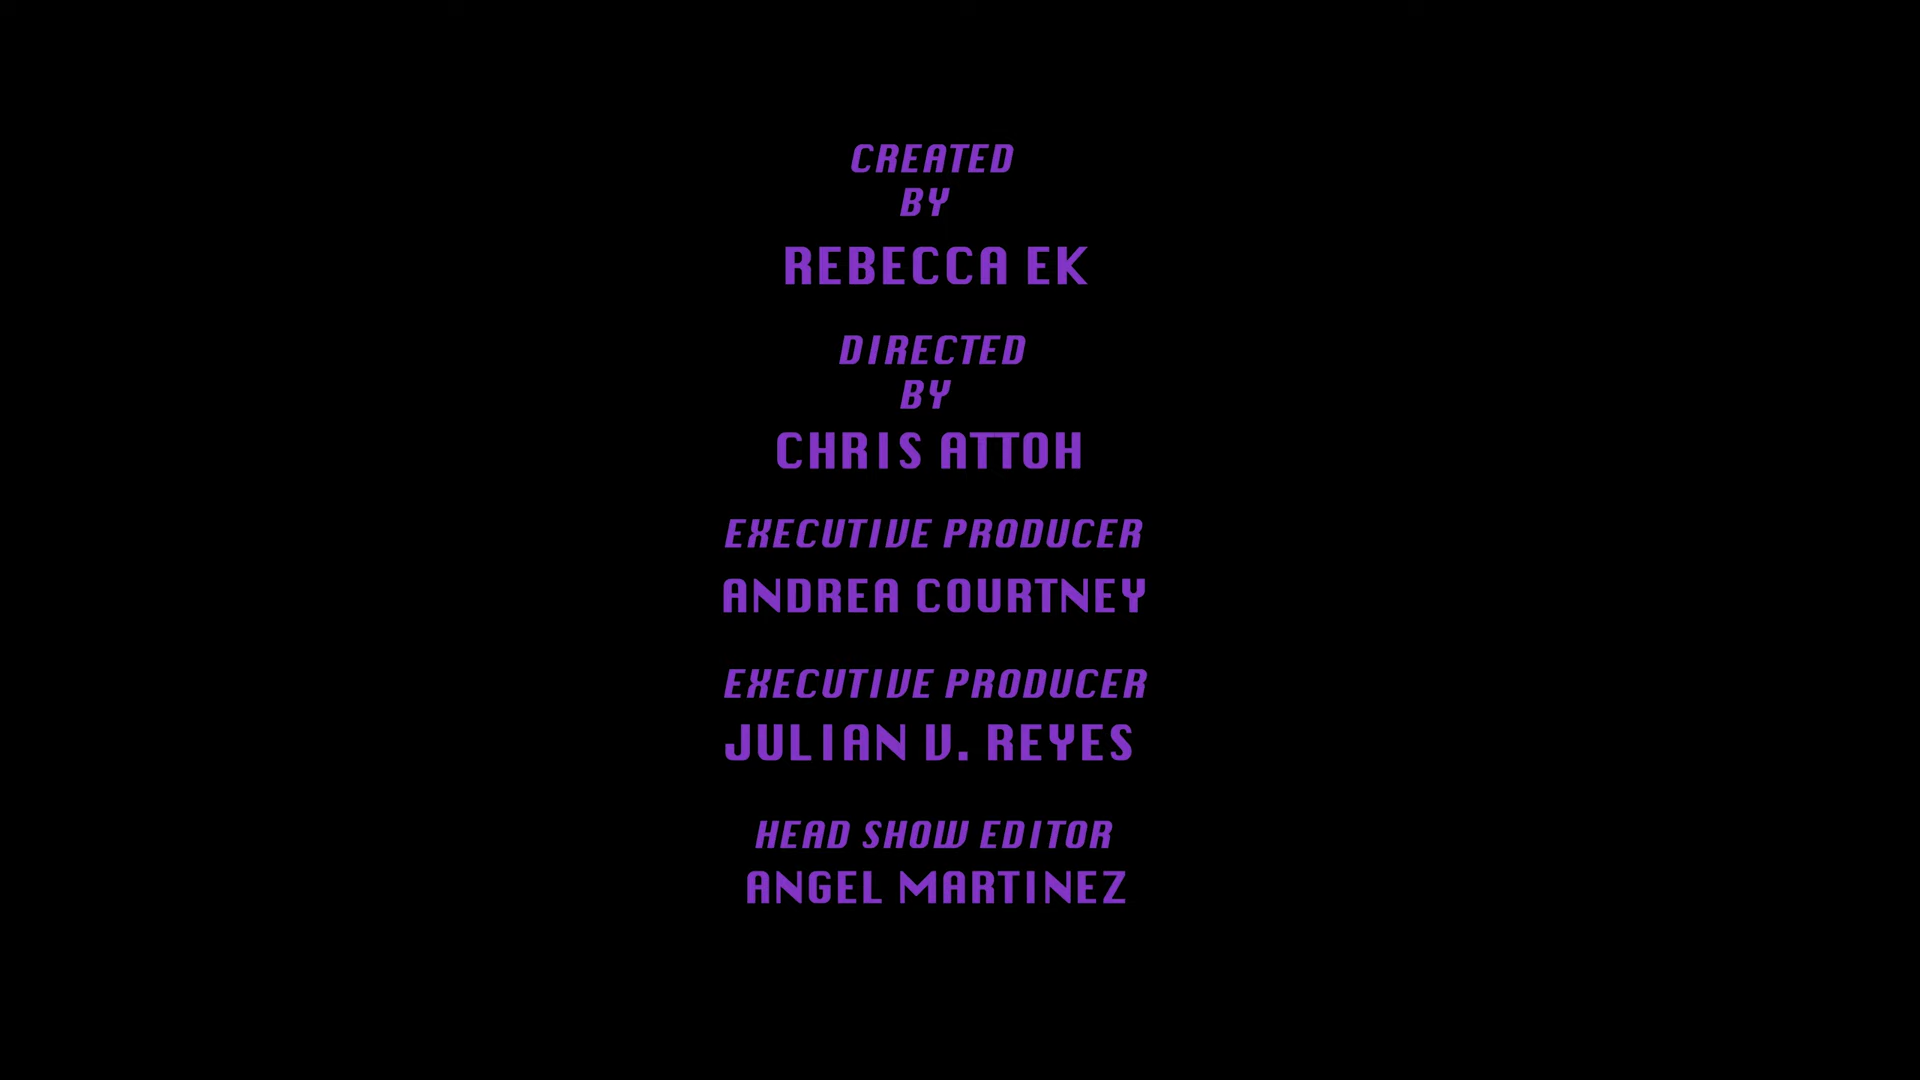 CREATED
BY
REBECCA EK
DIRECTED
BY
CHRIS ATTOH
EXECUTIVE PRODUCER
ANDREA COURTNEY
EXECUTIVE PRODUCER
JULIAN V. REYES
HEAD SHOW EDITOR
ANGEL MARTINEZ